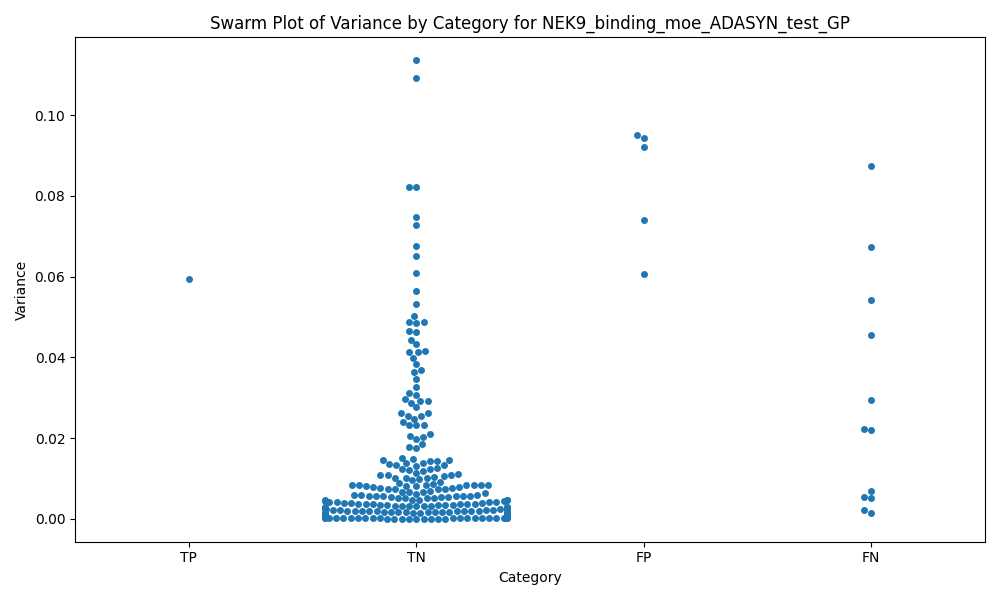 Swarm Plot of Variance by Category for NEK9_binding_moe_ADASYN_test_GP
0.10
0.08
0.06
0.04
0.02
0.00
Variance
TP TN FP FN
Category